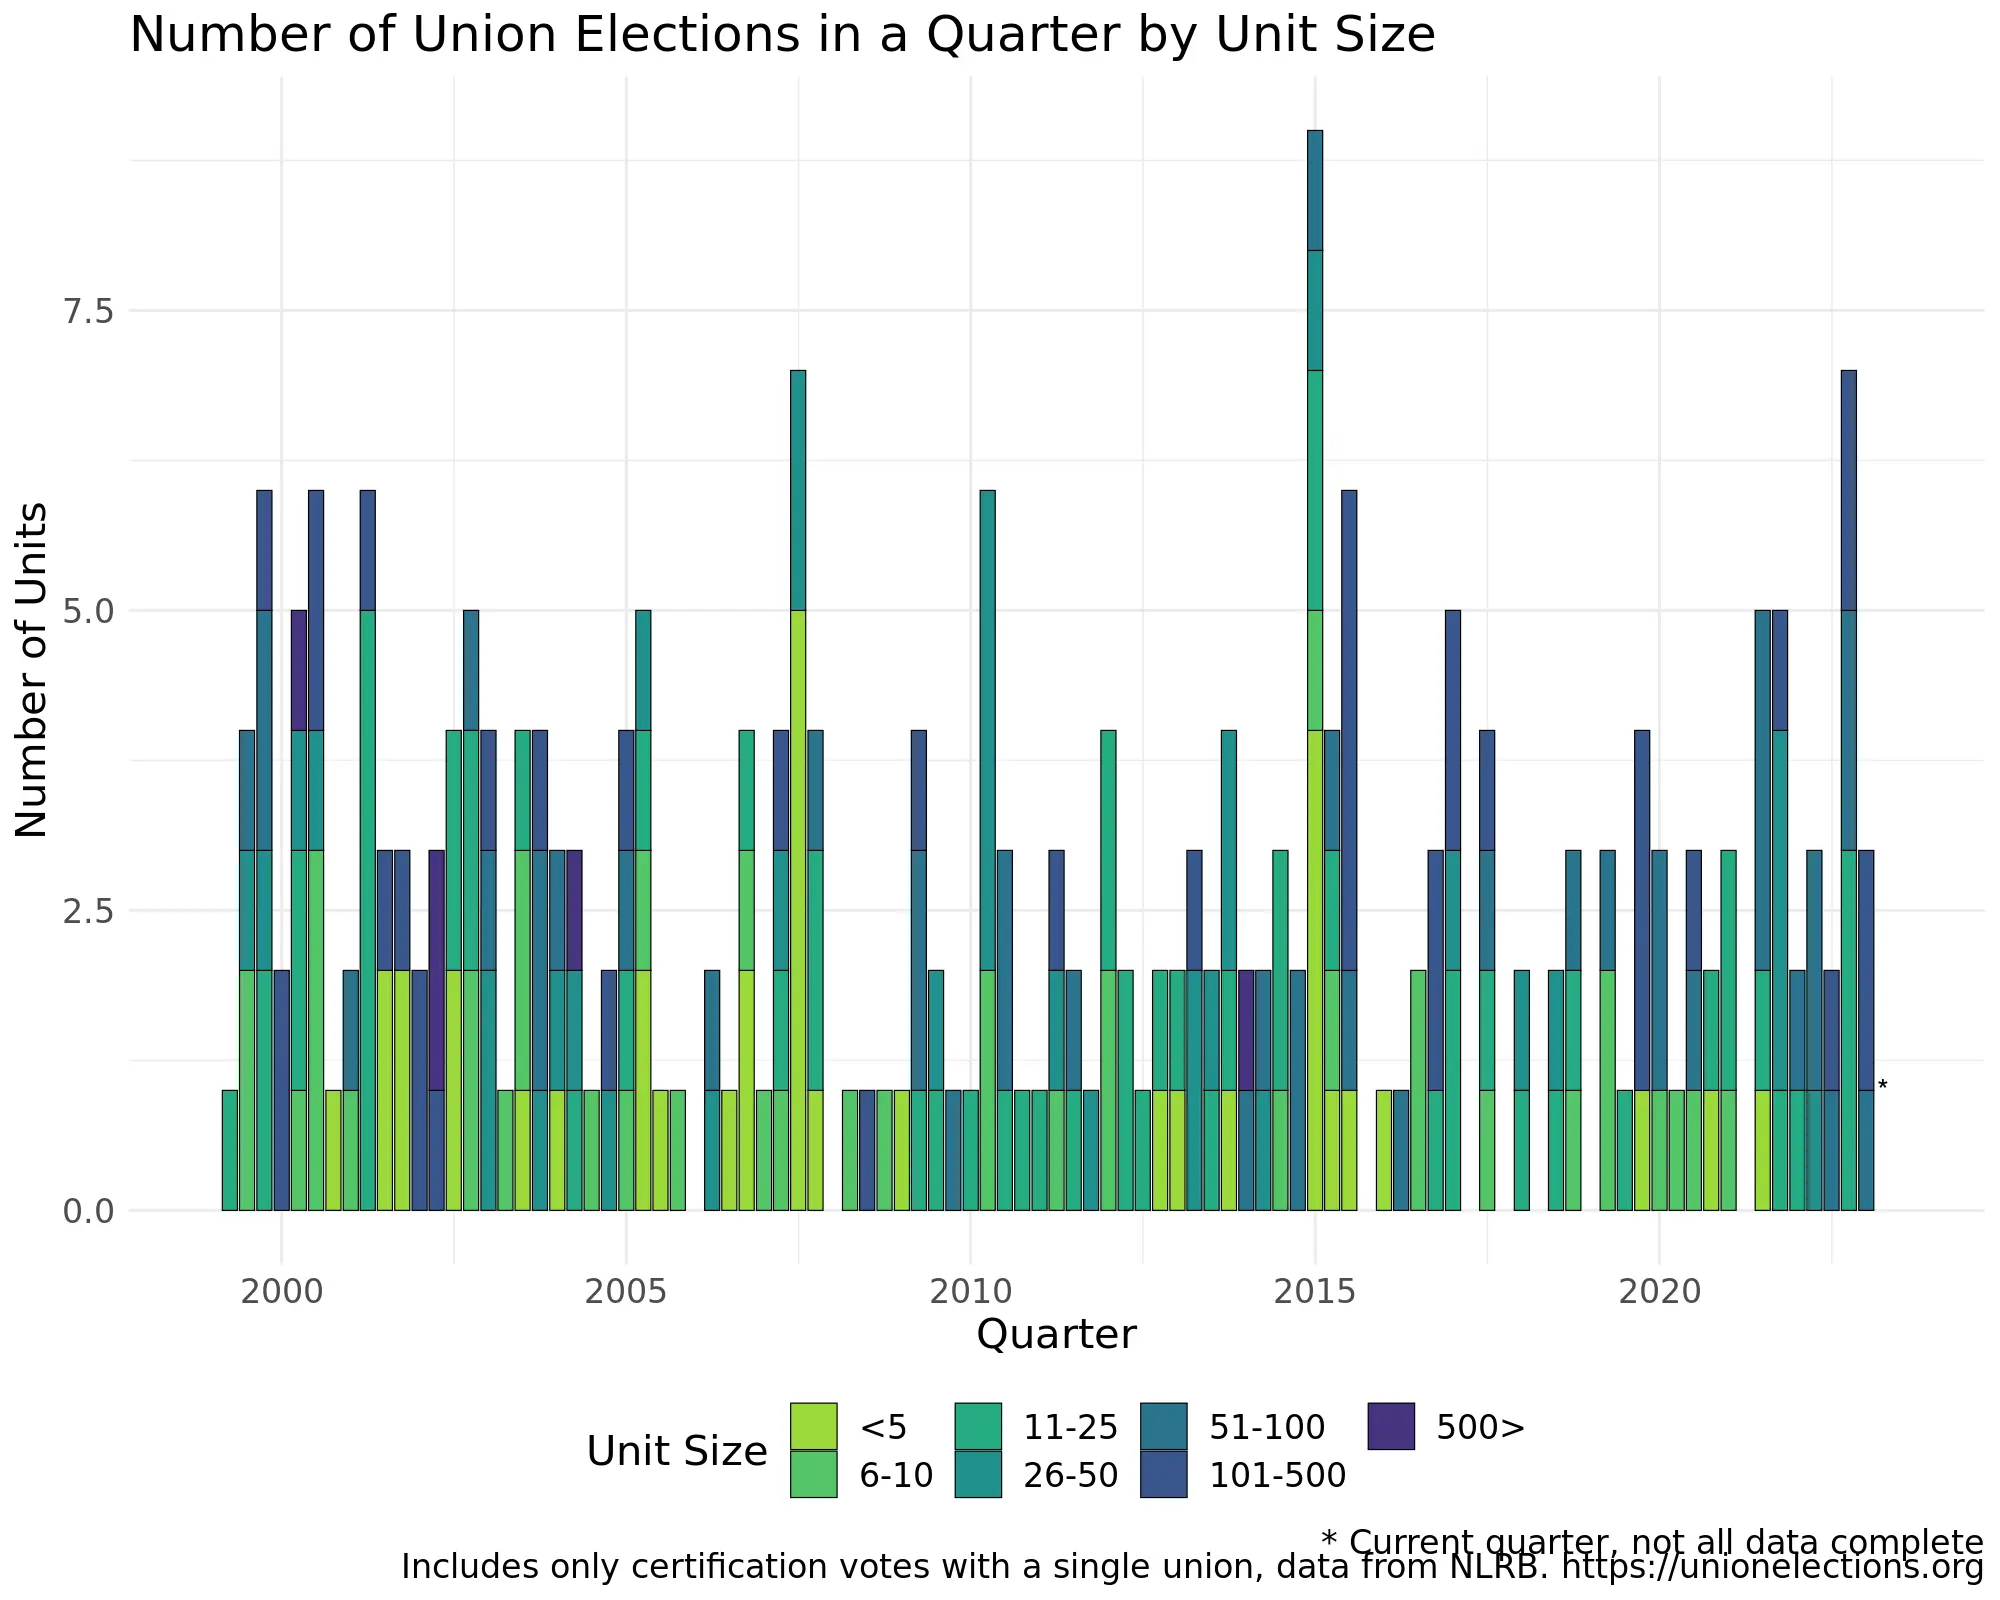 Number of Union Elections in a Quarter by Unit Size
Number of Units
7.5
5.0
2.5
0.0
*
2000 2005 2010 2015 2020
Quarter
Unit Size
<5 11-25 51-100 500>
6-10 26-50 101-500
* Current quarter, not all data complete
Includes only certification votes with a single union, data from NLRB. https://unionelections.org